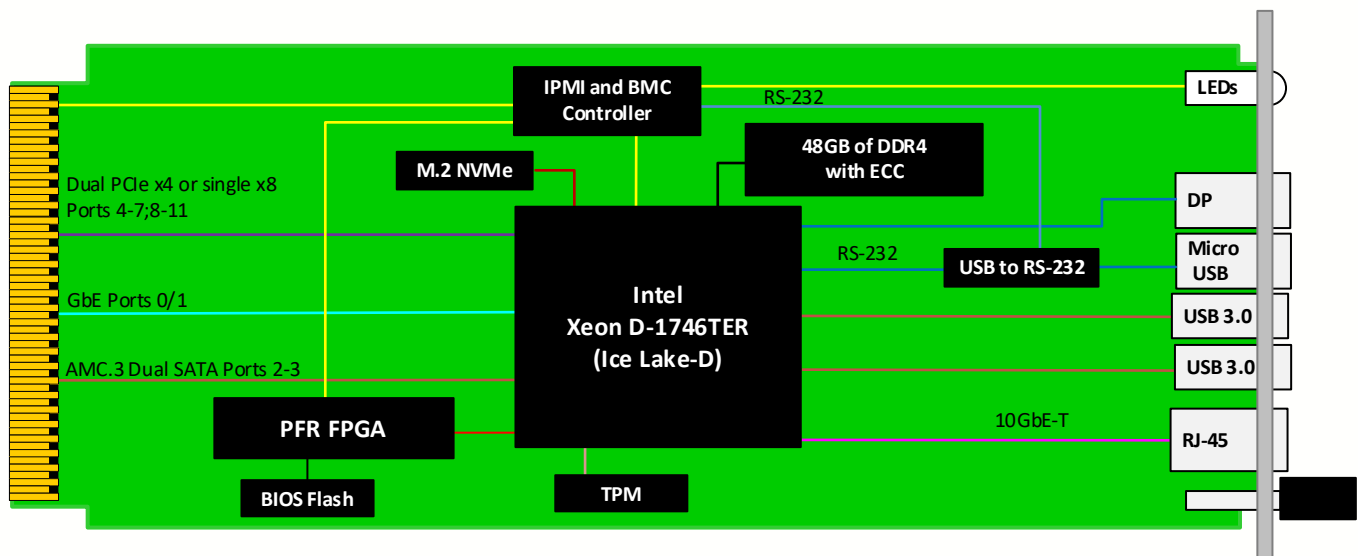 IPMI and BMC
Controller
RS-232
LEDs
48GB of DDR4
with ECC
M.2 NVMe
Dual PCIe x4 or single x8
Ports 4-7;8-11
DP
RS-232
USB to RS-232
Micro
USB
Intel
Xeon D-1746TER
(Ice Lake-D)
GbE Ports 0/1
USB 3.0
AMC.3 Dual SATA Ports 2-3
USB 3.0
PFR FPGA
10GbE-T
RJ-45
BIOS Flash
TPM